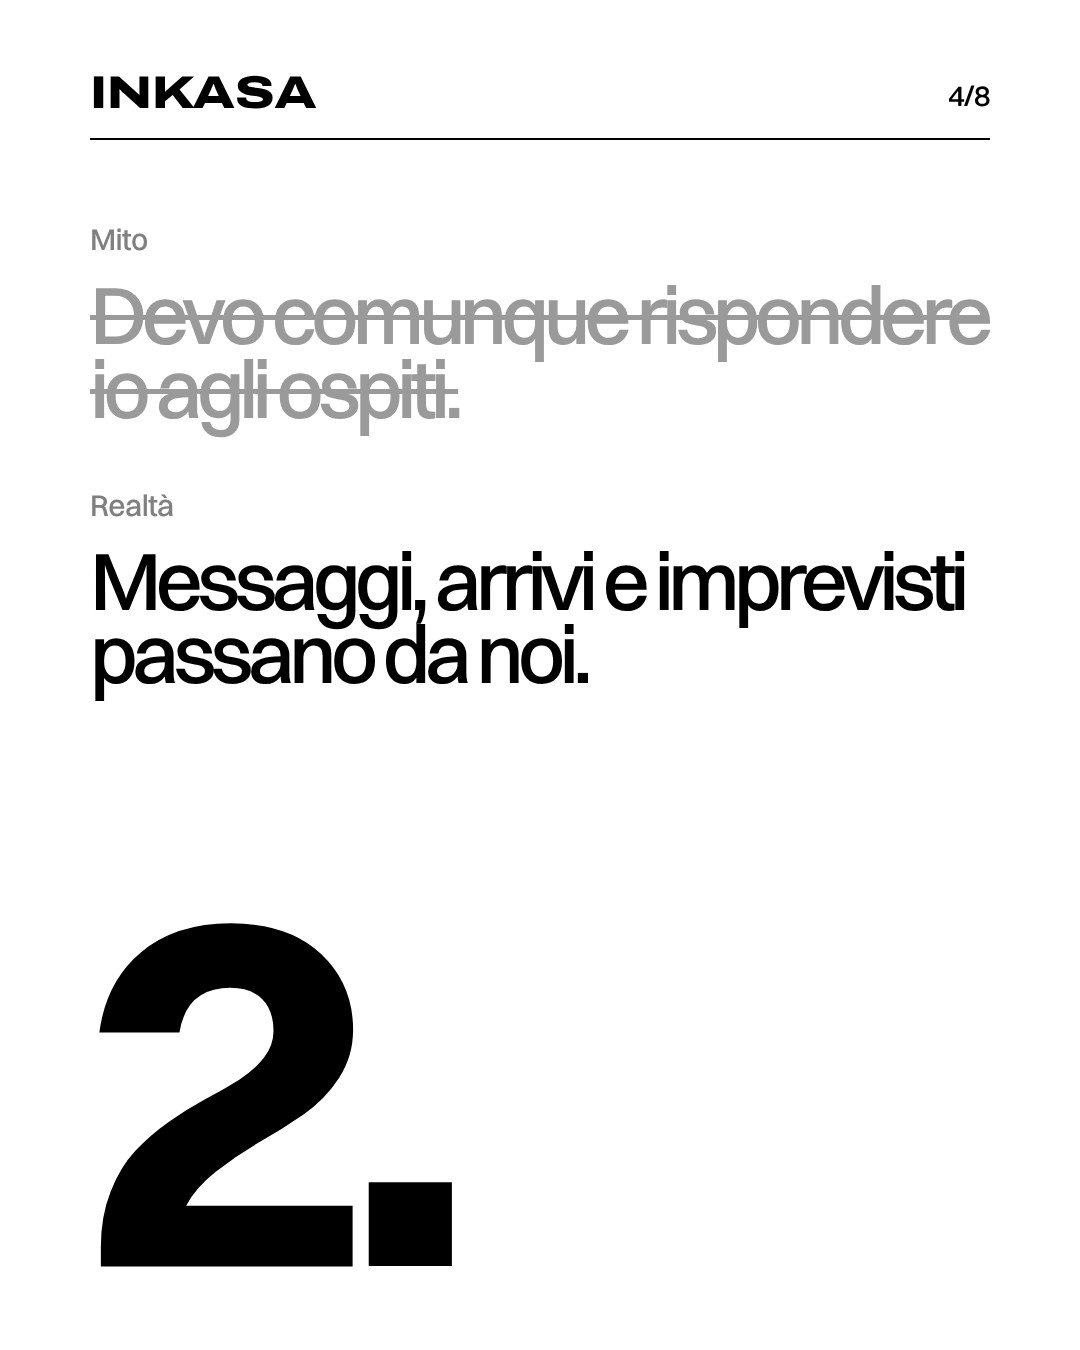 INKASA
4/8
Mito
Devo comunque rispondere
io agli ospiti.
Realtà
Messaggi, arrivi e imprevisti
passano da noi.
2.